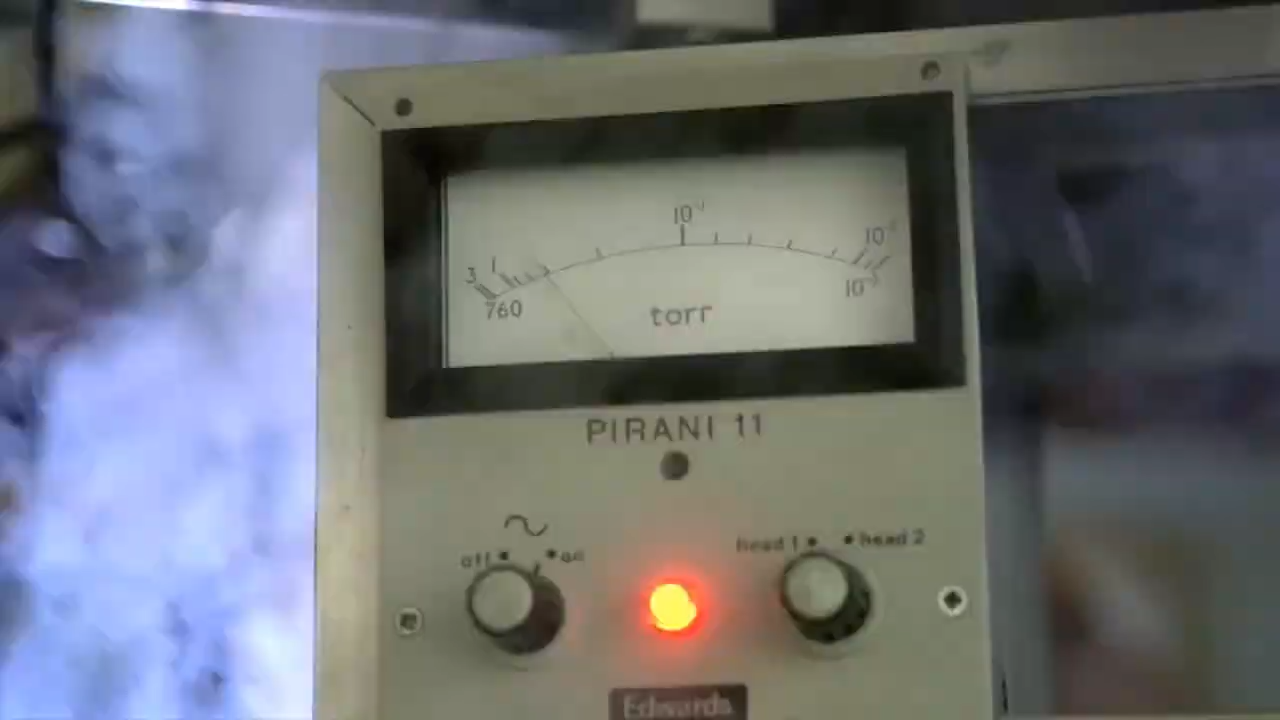 10⁻¹
10⁻²
3 1
760
10⁻³
torr
PIRANI 11
off on
head 1 head 2
Edwards